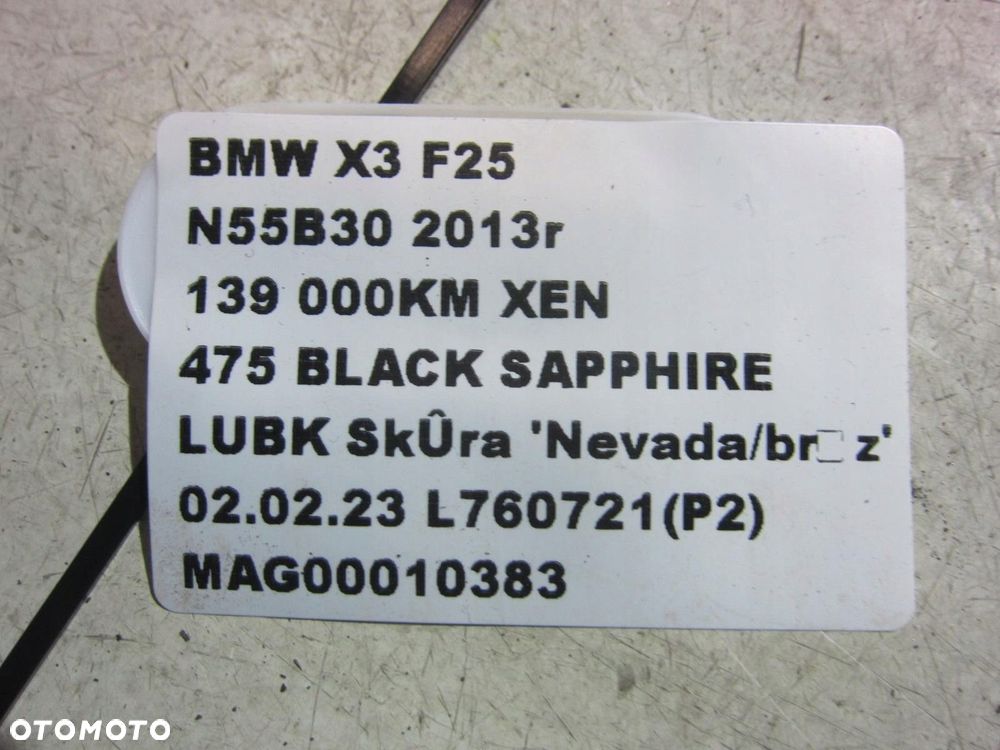 BMW X3 F25
N55B30 2013r
139 000KM XEN
475 BLACK SAPPHIRE
LUBK SkÛra 'Nevada/br□ z'
02.02.23 L760721(P2)
MAG00010383
OTOMOTO